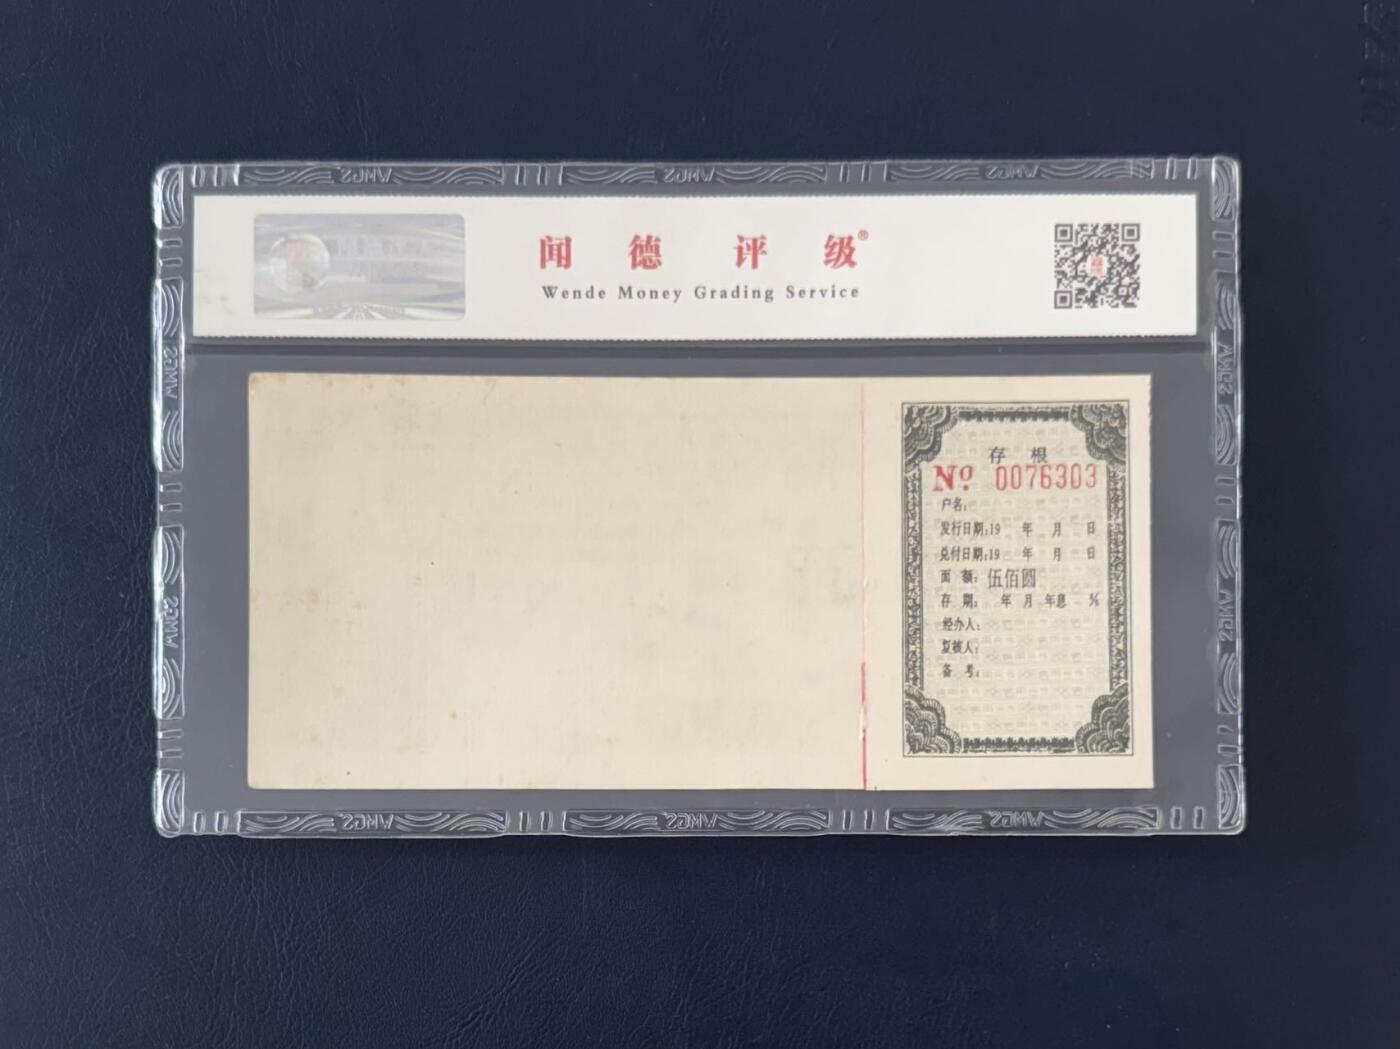 闻德评级®
Wende Money Grading Service
存 根
No. 0076303
户名:
发行日期:19 年 月 日
兑付日期:19 年 月 日
面 额: 伍佰圆
存 期: 年 月 年息 %
经办人:
复核人:
备 考: